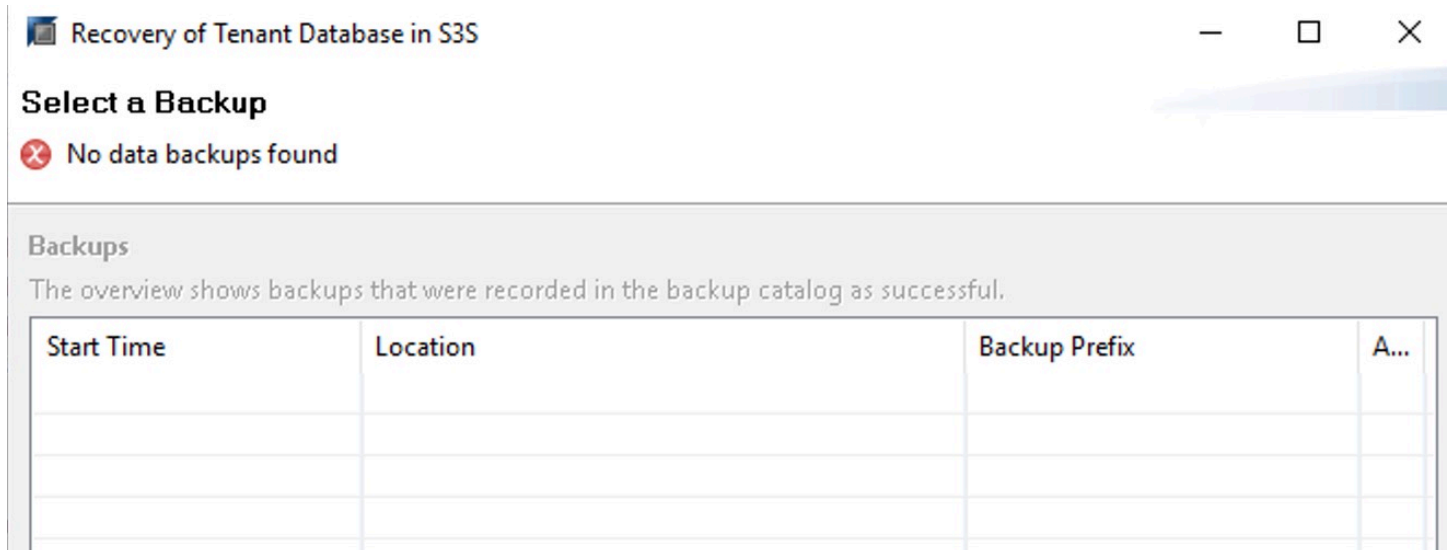 Recovery of Tenant Database in S3S
Select a Backup
No data backups found
Backups
The overview shows backups that were recorded in the backup catalog as successful.
Start Time Location Backup Prefix A...